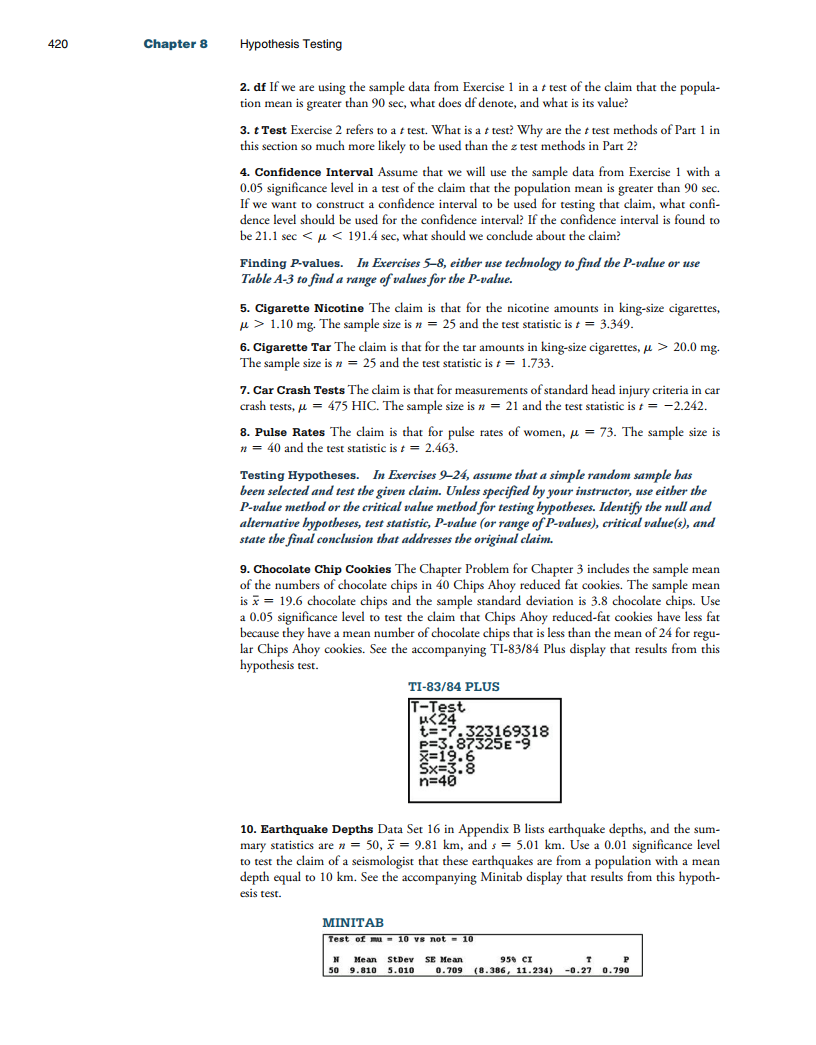 420 Chapter 8 Hypothesis Testing
2. df If we are using the sample data from Exercise 1 in a t test of the claim that the popula-
tion mean is greater than 90 sec, what does df denote, and what is its value?
3. t Test Exercise 2 refers to a t test. What is a t test? Why are the t test methods of Part 1 in
this section so much more likely to be used than the z test methods in Part 2?
4. Confidence Interval Assume that we will use the sample data from Exercise 1 with a
0.05 significance level in a test of the claim that the population mean is greater than 90 sec.
If we want to construct a confidence interval to be used for testing that claim, what confi-
dence level should be used for the confidence interval? If the confidence interval is found to
be 21.1 sec < μ < 191.4 sec, what should we conclude about the claim?
Finding P-values. In Exercises 5–8, either use technology to find the P-value or use
Table A-3 to find a range of values for the P-value.
5. Cigarette Nicotine The claim is that for the nicotine amounts in king-size cigarettes,
μ > 1.10 mg. The sample size is n = 25 and the test statistic is t = 3.349.
6. Cigarette Tar The claim is that for the tar amounts in king-size cigarettes, μ > 20.0 mg.
The sample size is n = 25 and the test statistic is t = 1.733.
7. Car Crash Tests The claim is that for measurements of standard head injury criteria in car
crash tests, μ = 475 HIC. The sample size is n = 21 and the test statistic is t = −2.242.
8. Pulse Rates The claim is that for pulse rates of women, μ = 73. The sample size is
n = 40 and the test statistic is t = 2.463.
Testing Hypotheses. In Exercises 9–24, assume that a simple random sample has
been selected and test the given claim. Unless specified by your instructor, use either the
P-value method or the critical value method for testing hypotheses. Identify the null and
alternative hypotheses, test statistic, P-value (or range of P-values), critical value(s), and
state the final conclusion that addresses the original claim.
9. Chocolate Chip Cookies The Chapter Problem for Chapter 3 includes the sample mean
of the numbers of chocolate chips in 40 Chips Ahoy reduced fat cookies. The sample mean
is x̄ = 19.6 chocolate chips and the sample standard deviation is 3.8 chocolate chips. Use
a 0.05 significance level to test the claim that Chips Ahoy reduced-fat cookies have less fat
because they have a mean number of chocolate chips that is less than the mean of 24 for regu-
lar Chips Ahoy cookies. See the accompanying TI-83/84 Plus display that results from this
hypothesis test.
TI-83/84 PLUS
T-Test
μ<24
t=-7.323169318
p=3.87325E-9
x̄=19.6
Sx=3.8
n=40
10. Earthquake Depths Data Set 16 in Appendix B lists earthquake depths, and the sum-
mary statistics are n = 50, x̄ = 9.81 km, and s = 5.01 km. Use a 0.01 significance level
to test the claim of a seismologist that these earthquakes are from a population with a mean
depth equal to 10 km. See the accompanying Minitab display that results from this hypoth-
esis test.
MINITAB
Test of mu = 10 vs not = 10
N Mean StDev SE Mean 95% CI T P
50 9.810 5.010 0.709 (8.386, 11.234) -0.27 0.790